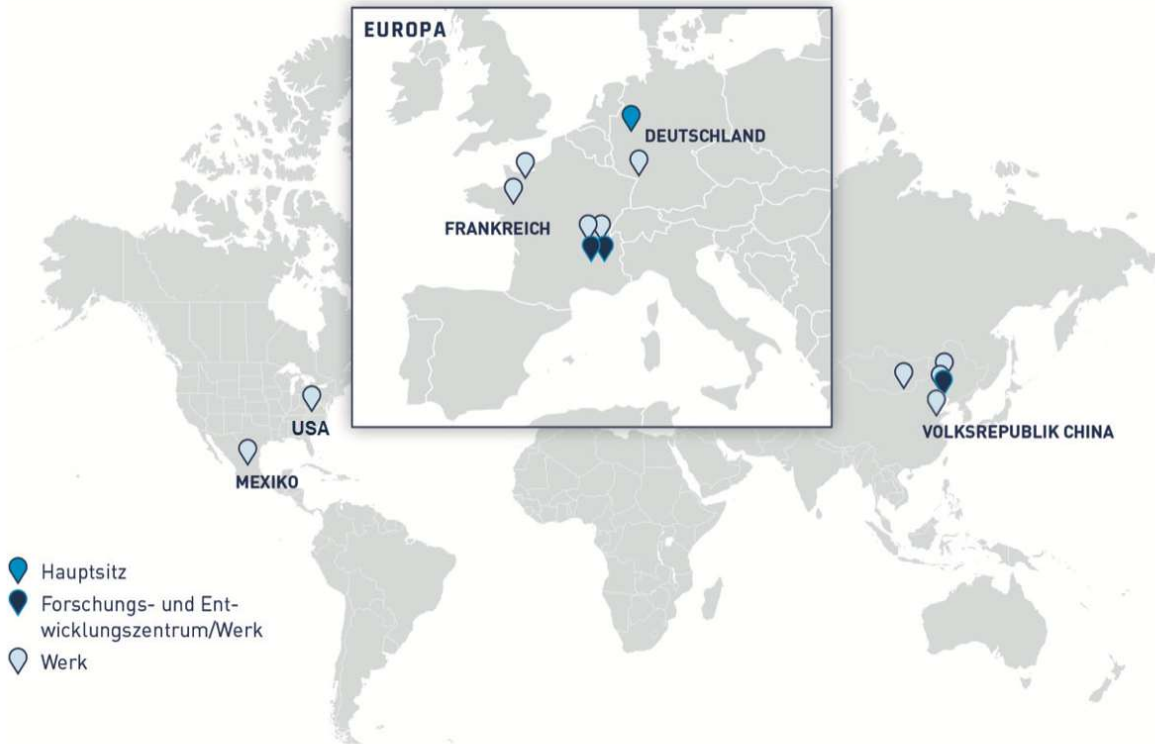 EUROPA
DEUTSCHLAND
FRANKREICH
USA
MEXIKO
VOLKSREPUBLIK CHINA
Hauptsitz
Forschungs- und Ent-
wicklungszentrum/Werk
Werk